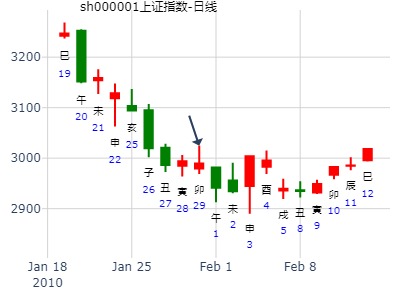 sh000001上证指数-日线
3200
3100
3000
2900
巳
19
午
20
未
21
申
22
亥
25
子
26
丑
27
寅
28
卯
29
午
1
未
2
申
3
酉
4
戌
5
丑
8
寅
9
卯
10
辰
11
巳
12
Jan 18
2010
Jan 25
Feb 1
Feb 8